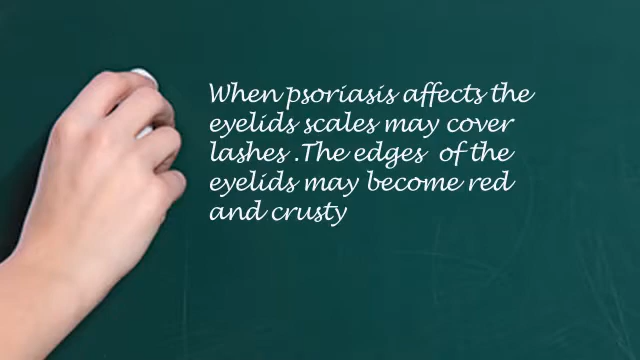 When psoriasis affects the
eyelids scales may cover
lashes .The edges  of the
eyelids may become red
and crusty